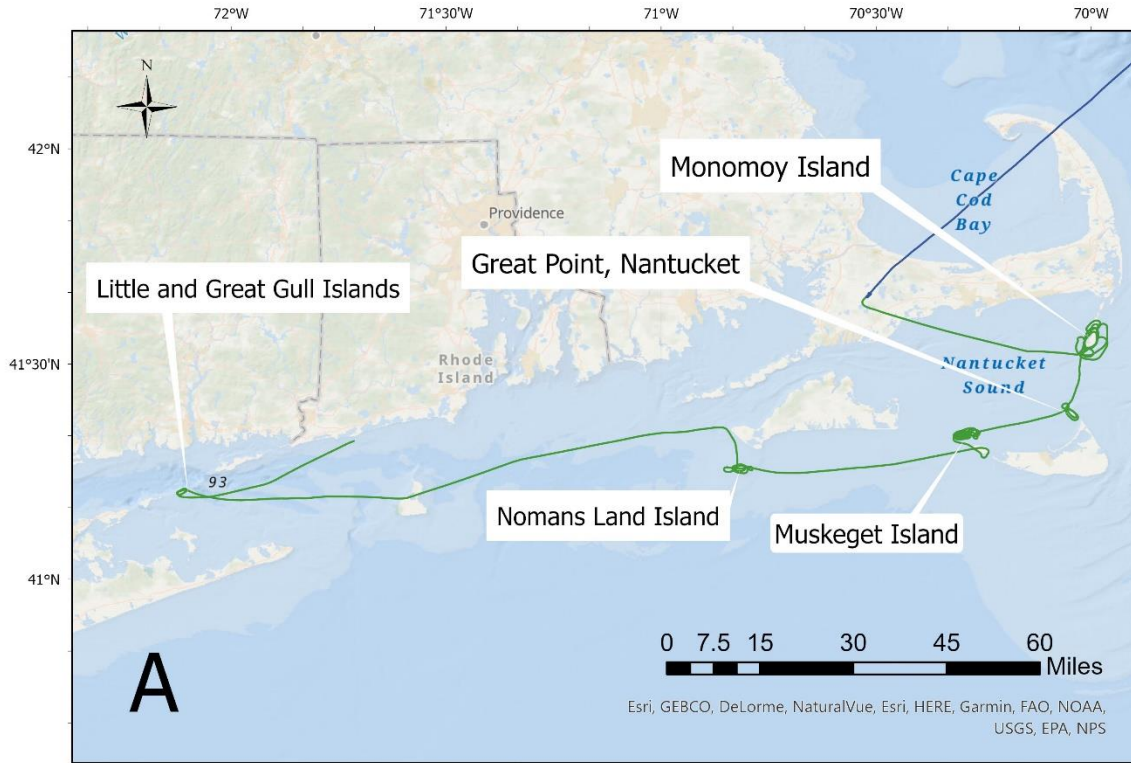 72°W 71°30'W 71°W 70°30'W 70°W
N
42°N
Monomoy Island
Cape
Cod
Bay
Providence
Great Point, Nantucket
Little and Great Gull Islands
41°30'N
Rhode
Island
Nantucket
Sound
93
Nomans Land Island
Muskeget Island
41°N
A
0 7.5 15 30 45 60
Miles
Esri, GEBCO, DeLorme, NaturalVue, Esri, HERE, Garmin, FAO, NOAA,
USGS, EPA, NPS